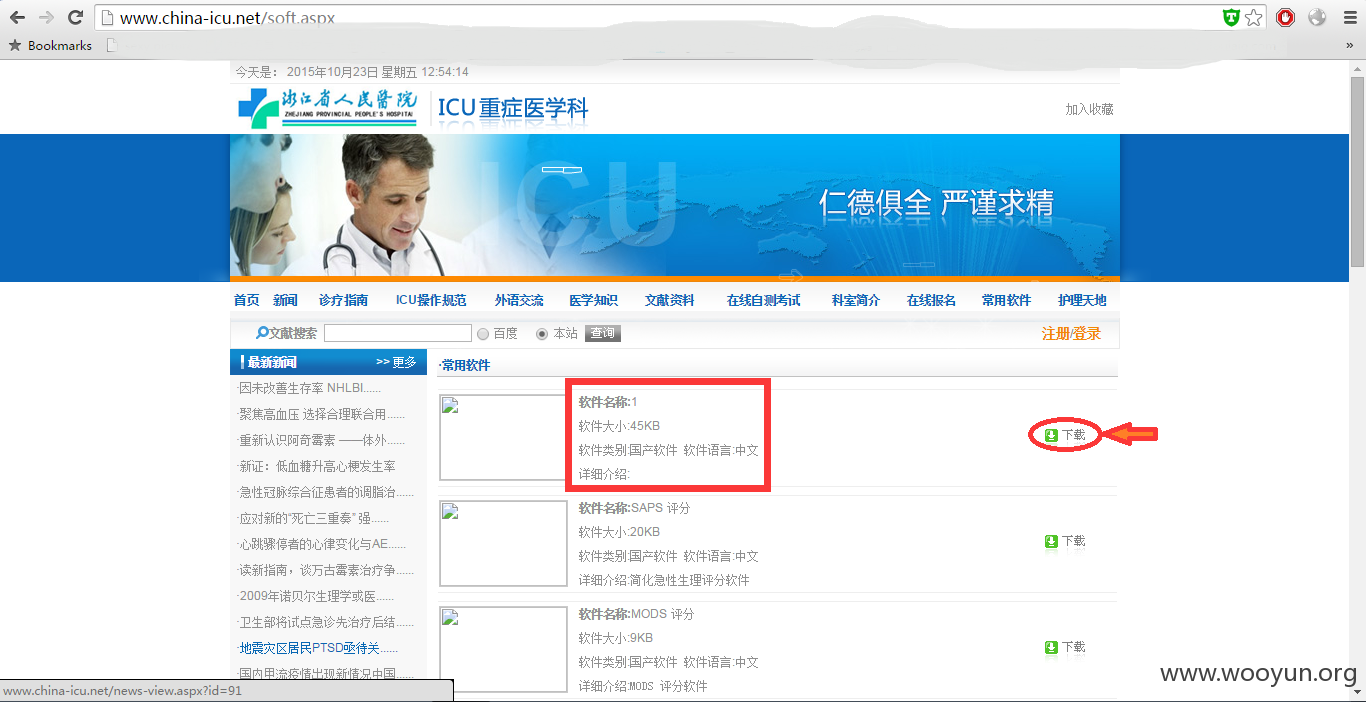 www.china-icu.net/soft.aspx
Bookmarks
»
今天是： 2015年10月23日 星期五 12:54:14
浙江省人民醫院
ZHEJIANG PROVINCIAL PEOPLE'S HOSPITAL
ICU重症医学科
加入收藏
ICU
仁德俱全 严谨求精
首页 新闻 诊疗指南 ICU操作规范 外语交流 医学知识 文献资料 在线自测考试 科室简介 在线报名 常用软件 护理天地
文献搜索 百度 本站 查询 注册/登录
最新新闻 >> 更多
·因未改善生存率 NHLBI......
·聚焦高血压 选择合理联合用......
·重新认识阿奇霉素 ——体外......
·新证：低血糖升高心梗发生率
·急性冠脉综合征患者的调脂治......
·应对新的“死亡三重奏” 强......
·心跳骤停者的心律变化与AE......
·读新指南，谈万古霉素治疗争......
·2009年诺贝尔生理学或医......
·卫生部将试点急诊先治疗后结......
·地震灾区居民PTSD亟待关......
·国内甲流疫情出现新情况中国......
·常用软件
软件名称:1
软件大小:45KB
软件类别:国产软件 软件语言:中文
详细介绍:
下载
软件名称:SAPS 评分
软件大小:20KB
软件类别:国产软件 软件语言:中文
详细介绍:简化急性生理评分软件
下载
软件名称:MODS 评分
软件大小:9KB
软件类别:国产软件 软件语言:中文
详细介绍:MODS 评分软件
下载
www.wooyun.org
www.china-icu.net/news-view.aspx?id=91